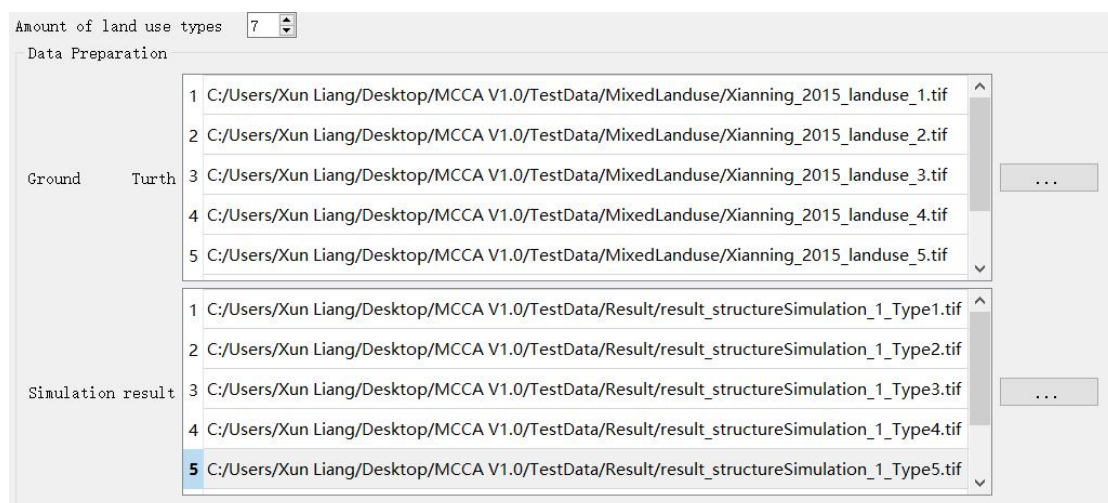 Amount of land use types 7
Data Preparation
1 C:/Users/Xun Liang/Desktop/MCCA V1.0/TestData/MixedLanduse/Xianning_2015_landuse_1.tif
2 C:/Users/Xun Liang/Desktop/MCCA V1.0/TestData/MixedLanduse/Xianning_2015_landuse_2.tif
Ground Turth 3 C:/Users/Xun Liang/Desktop/MCCA V1.0/TestData/MixedLanduse/Xianning_2015_landuse_3.tif ...
4 C:/Users/Xun Liang/Desktop/MCCA V1.0/TestData/MixedLanduse/Xianning_2015_landuse_4.tif
5 C:/Users/Xun Liang/Desktop/MCCA V1.0/TestData/MixedLanduse/Xianning_2015_landuse_5.tif
1 C:/Users/Xun Liang/Desktop/MCCA V1.0/TestData/Result/result_structureSimulation_1_Type1.tif
2 C:/Users/Xun Liang/Desktop/MCCA V1.0/TestData/Result/result_structureSimulation_1_Type2.tif
Simulation result 3 C:/Users/Xun Liang/Desktop/MCCA V1.0/TestData/Result/result_structureSimulation_1_Type3.tif ...
4 C:/Users/Xun Liang/Desktop/MCCA V1.0/TestData/Result/result_structureSimulation_1_Type4.tif
5 C:/Users/Xun Liang/Desktop/MCCA V1.0/TestData/Result/result_structureSimulation_1_Type5.tif